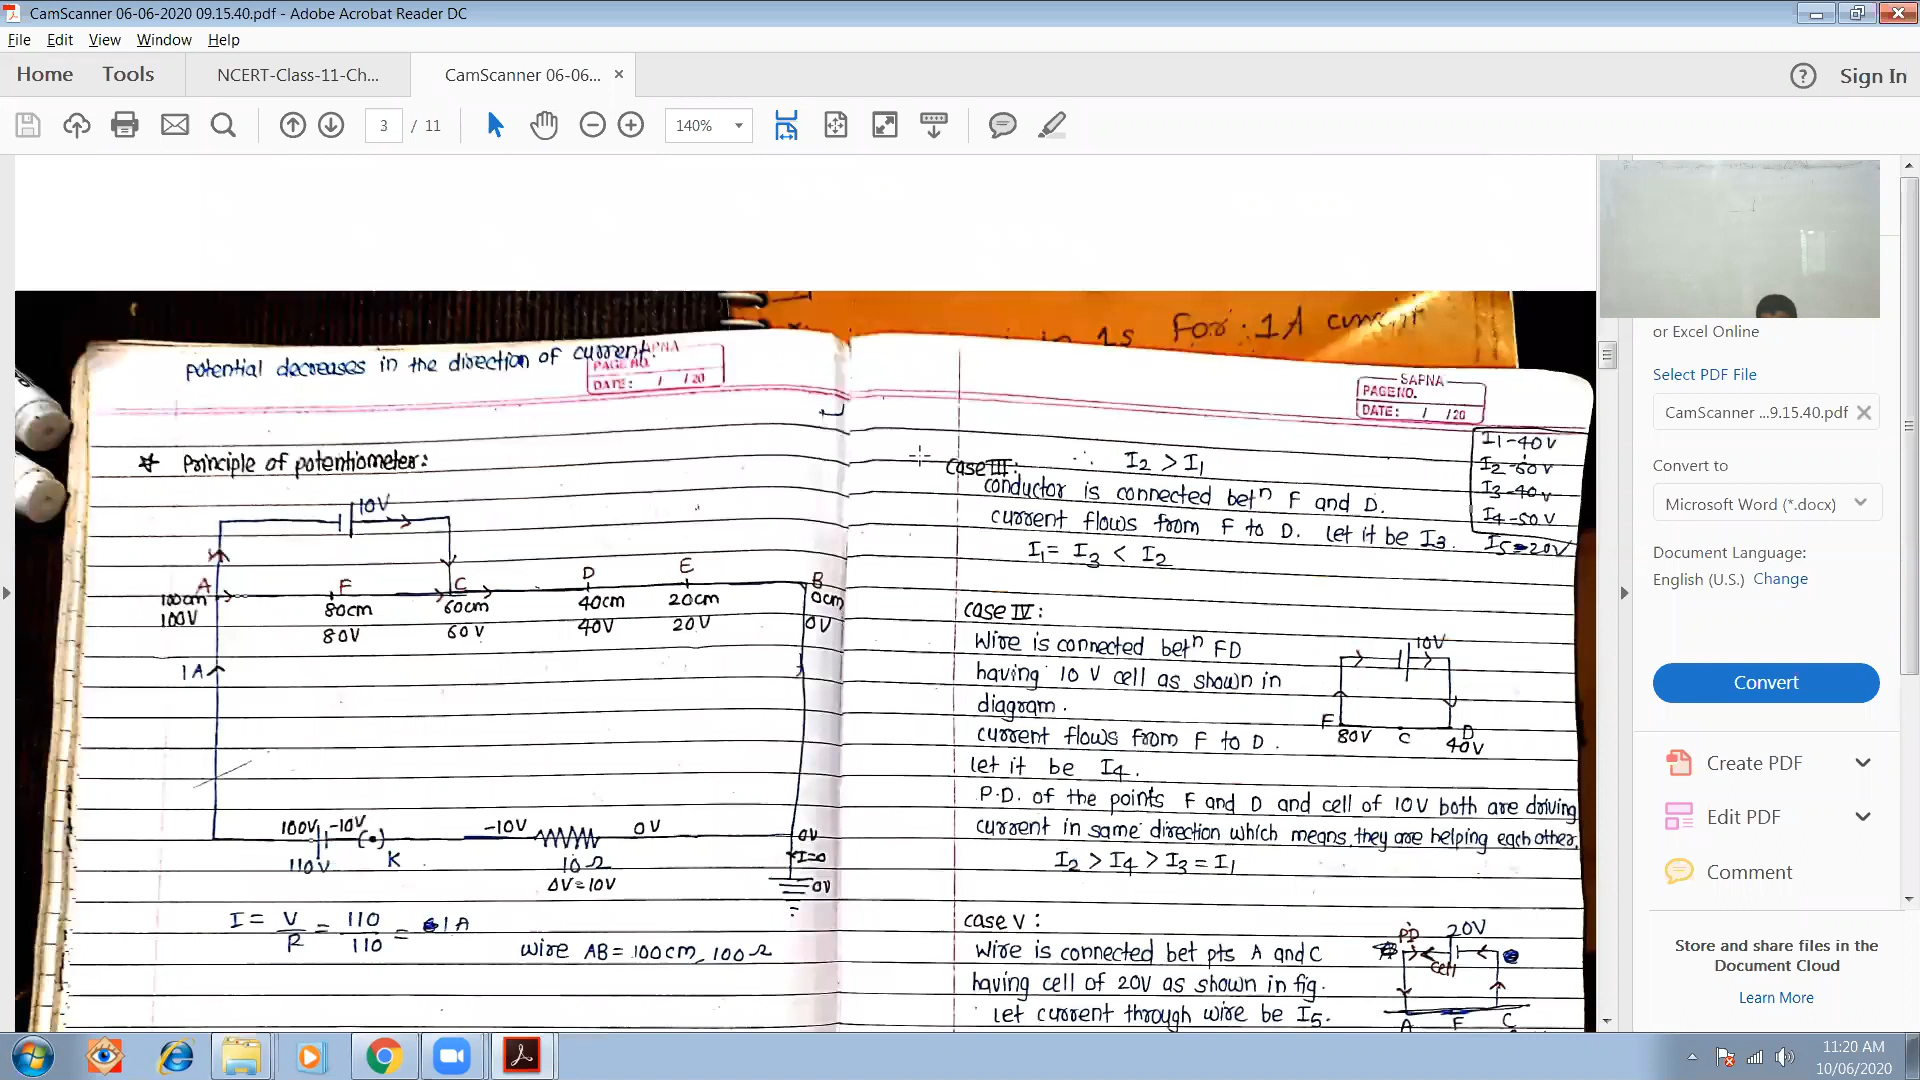 CamScanner 06-06-2020 09.15.40.pdf - Adobe Acrobat Reader DC
File Edit View Window Help
Home Tools NCERT-Class-11-Ch... CamScanner 06-06... ×
Sign In
3 / 11
140%
For : 1A current
Potential decreases in the direction of current.
PAGE NO.
DATE: / /20
SAPNA
PAGE NO.
DATE: / /20
Principle of potentiometer:
10V
A F C D E B
100cm 80cm 60cm 40cm 20cm 0cm
100V 80V 60V 40V 20V 0V
1A
100V -10V -10V 0V 0V
110V K 10Ω I=0
ΔV=10V 0V
I = V/R = 110/110 = 1A
Wire AB = 100cm, 100Ω
∴ I2 > I1
I1-40V
I2-60V
I3-40V
I4-50V
I5-20V
Case III:
conductor is connected betn F and D.
current flows from F to D. Let it be I3.
I1 = I3 < I2
case IV:
Wire is connected betn FD
having 10 V cell as shown in
diagram.
current flows from F to D.
let it be I4.
10V
F D
80V C 40V
P.D. of the points F and D and cell of 10V both are driving
current in same direction which means, they are helping each other.
I2 > I4 > I3 = I1
case V:
Wire is connected bet pts A and C
having cell of 20V as shown in fig.
Let current through wire be I5.
PD 20V
cell
A F C
or Excel Online
Select PDF File
CamScanner ...9.15.40.pdf
Convert to
Microsoft Word (*.docx)
Document Language:
English (U.S.) Change
Convert
Create PDF
Edit PDF
Comment
Store and share files in the
Document Cloud
Learn More
11:20 AM
10/06/2020